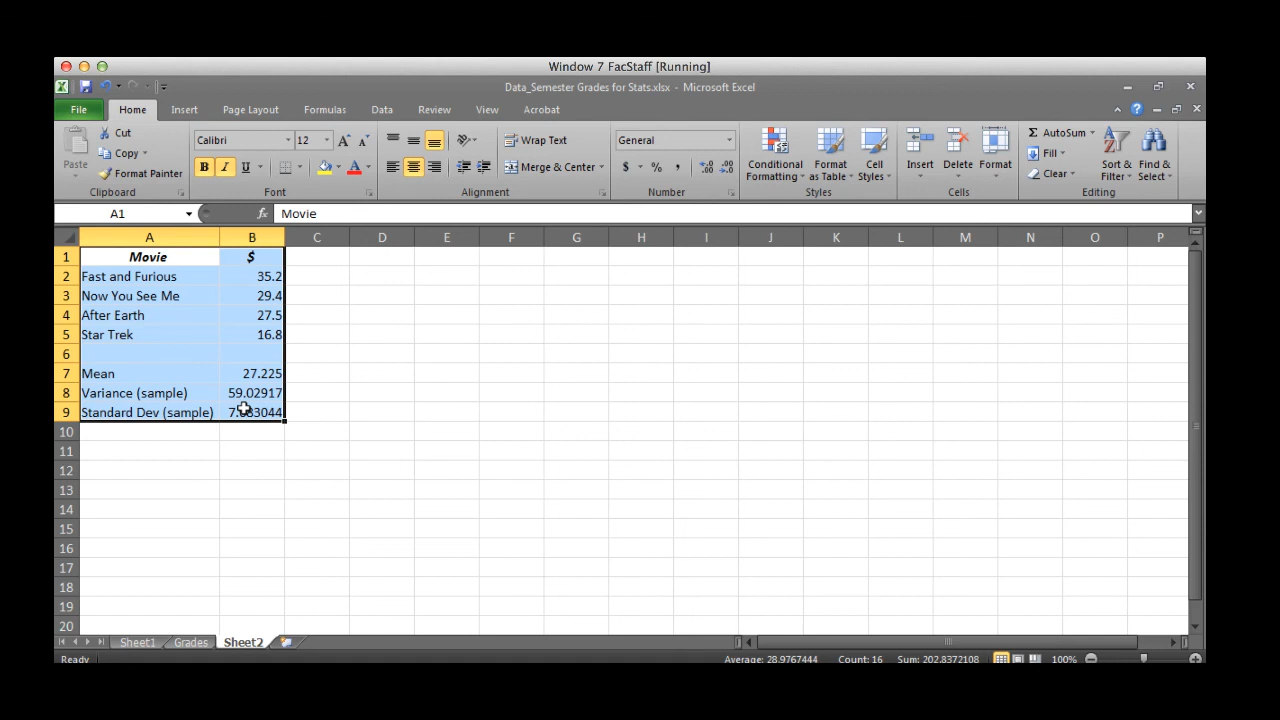 Window 7 FacStaff [Running]
Data_Semester Grades for Stats.xlsx - Microsoft Excel
File Home Insert Page Layout Formulas Data Review View Acrobat
Paste Cut Calibri 12 Wrap Text General Conditional Formatting Format as Table Cell Styles Insert Delete Format AutoSum Sort & Filter Find & Select
Copy Fill
Format Painter B I U Merge & Center $ % , Clear
Clipboard Font Alignment Number Styles Cells Editing
A1 fx Movie
A B C D E F G H I J K L M N O P
1 Movie $
2 Fast and Furious 35.2
3 Now You See Me 29.4
4 After Earth 27.5
5 Star Trek 16.8
6
7 Mean 27.225
8 Variance (sample) 59.02917
9 Standard Dev (sample)
10
11
12
13
14
15
16
17
18
19
20
Sheet1 Grades Sheet2
Ready Average: 28.9767444 Count: 16 Sum: 202.8372108 100%